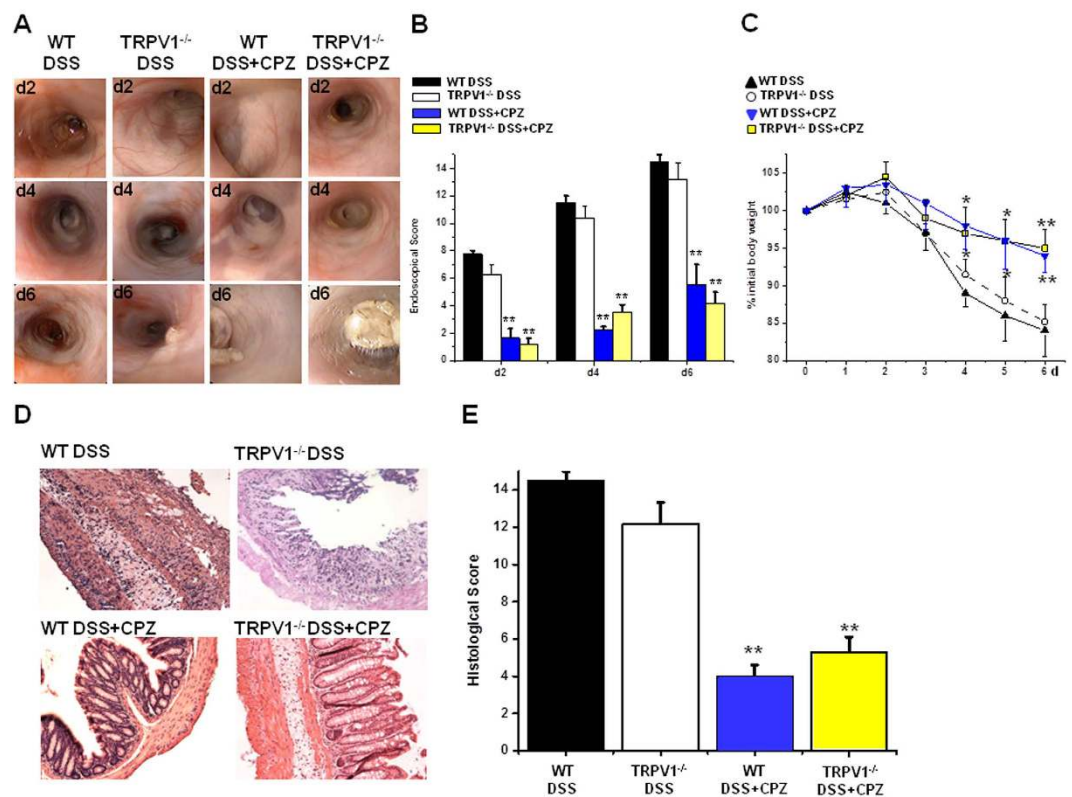 A
WT
DSS
TRPV1-/-
DSS
WT
DSS+CPZ
TRPV1-/-
DSS+CPZ
d2
d2
d2
d2
d4
d4
d4
d4
d6
d6
d6
d6
B
WT DSS
TRPV1-/- DSS
WT DSS+CPZ
TRPV1-/- DSS+CPZ
Endoscopical Score
14
12
10
8
6
4
2
0
**
**
**
**
**
**
d2
d4
d6
C
WT DSS
TRPV1-/- DSS
WT DSS+CPZ
TRPV1-/- DSS+CPZ
% initial body weight
105
100
95
90
85
80
*
*
**
*
*
**
0 1 2 3 4 5 6 d
D
WT DSS
TRPV1-/- DSS
WT DSS+CPZ
TRPV1-/- DSS+CPZ
E
Histological Score
14
12
10
8
6
4
2
0
**
**
WT
DSS
TRPV1-/-
DSS
WT
DSS+CPZ
TRPV1-/-
DSS+CPZ